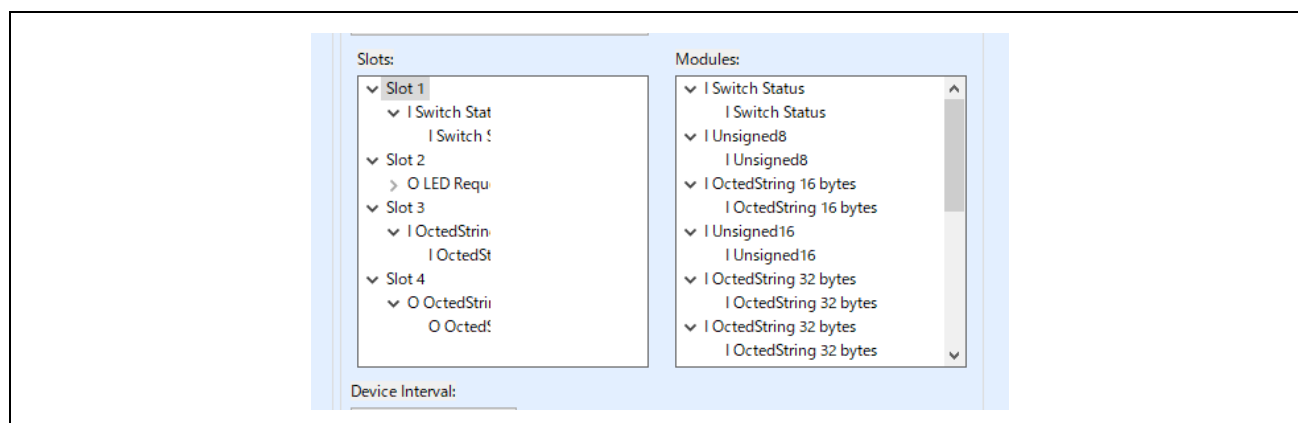 Slots:
Slot 1
I Switch Stat
I Switch S
Slot 2
O LED Requ
Slot 3
I OctedStrin
I OctedSt
Slot 4
O OctedStri
O OctedS
Modules:
I Switch Status
I Switch Status
I Unsigned8
I Unsigned8
I OctedString 16 bytes
I OctedString 16 bytes
I Unsigned16
I Unsigned16
I OctedString 32 bytes
I OctedString 32 bytes
I OctedString 32 bytes
I OctedString 32 bytes
Device Interval: